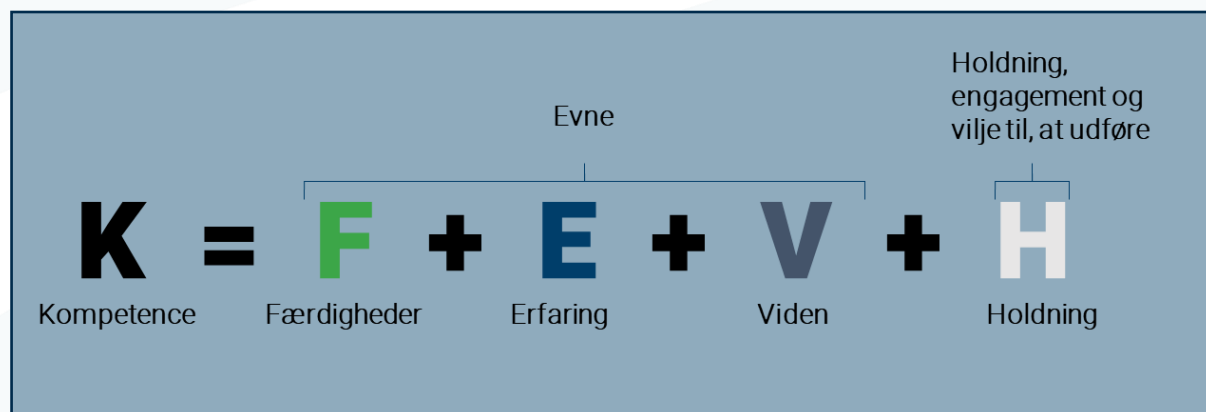 Holdning,
engagement og
vilje til, at udføre
Evne
K = F + E + V + H
Kompetence Færdigheder Erfaring Viden Holdning